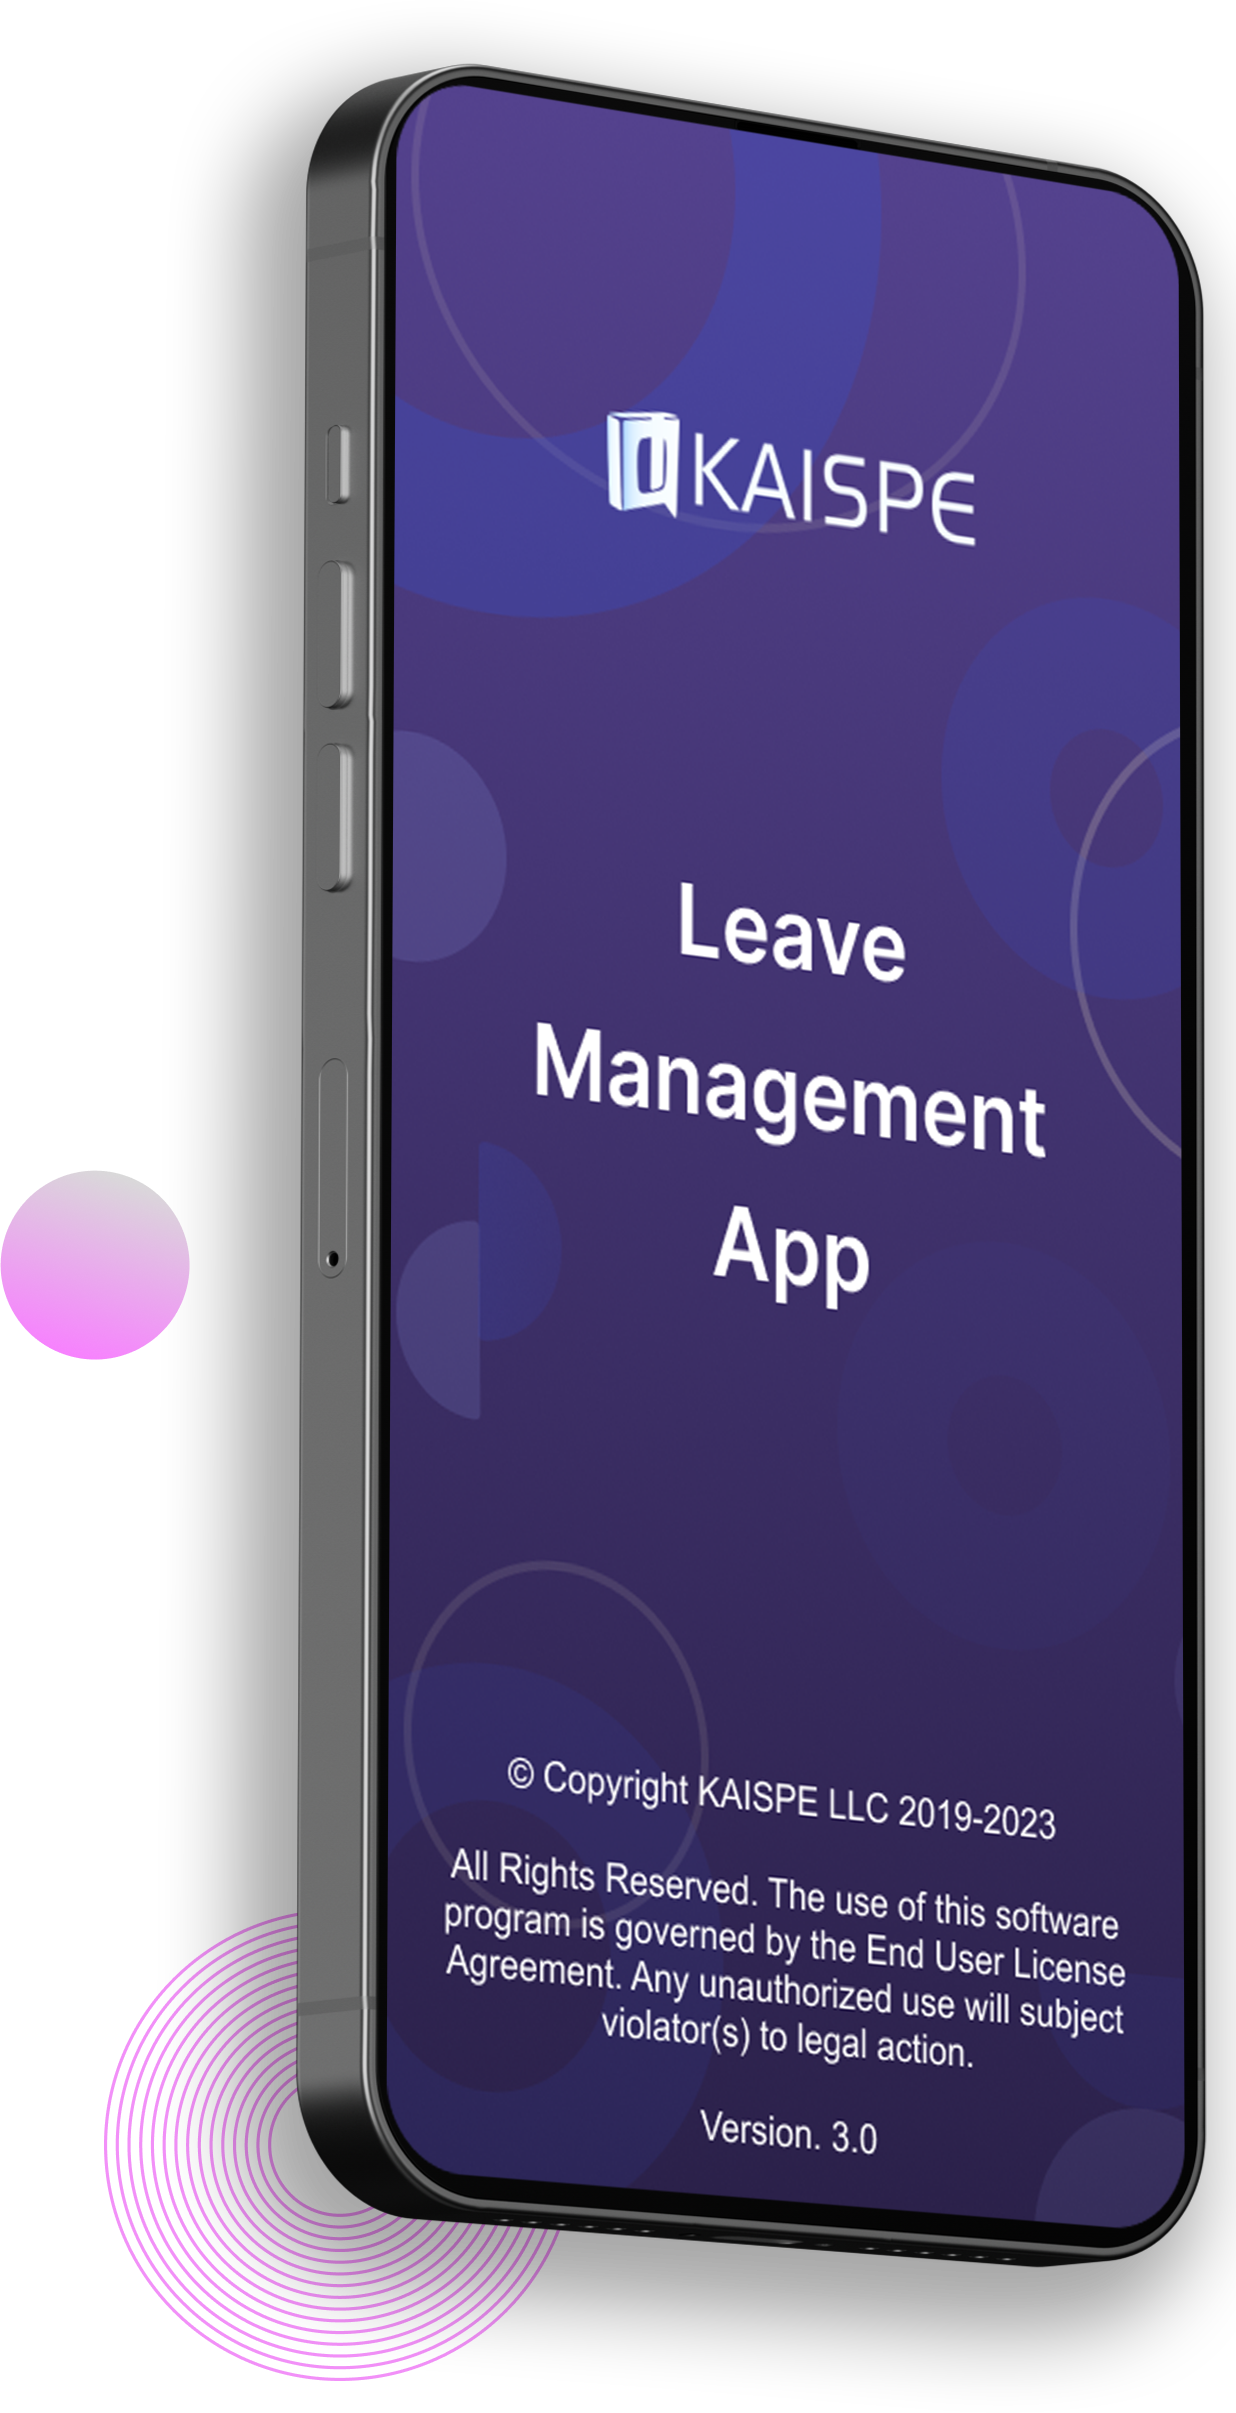 KAISPE
Leave
Management
App
© Copyright KAISPE LLC 2019-2023
All Rights Reserved. The use of this software
program is governed by the End User License
Agreement. Any unauthorized use will subject
violator(s) to legal action.
Version. 3.0